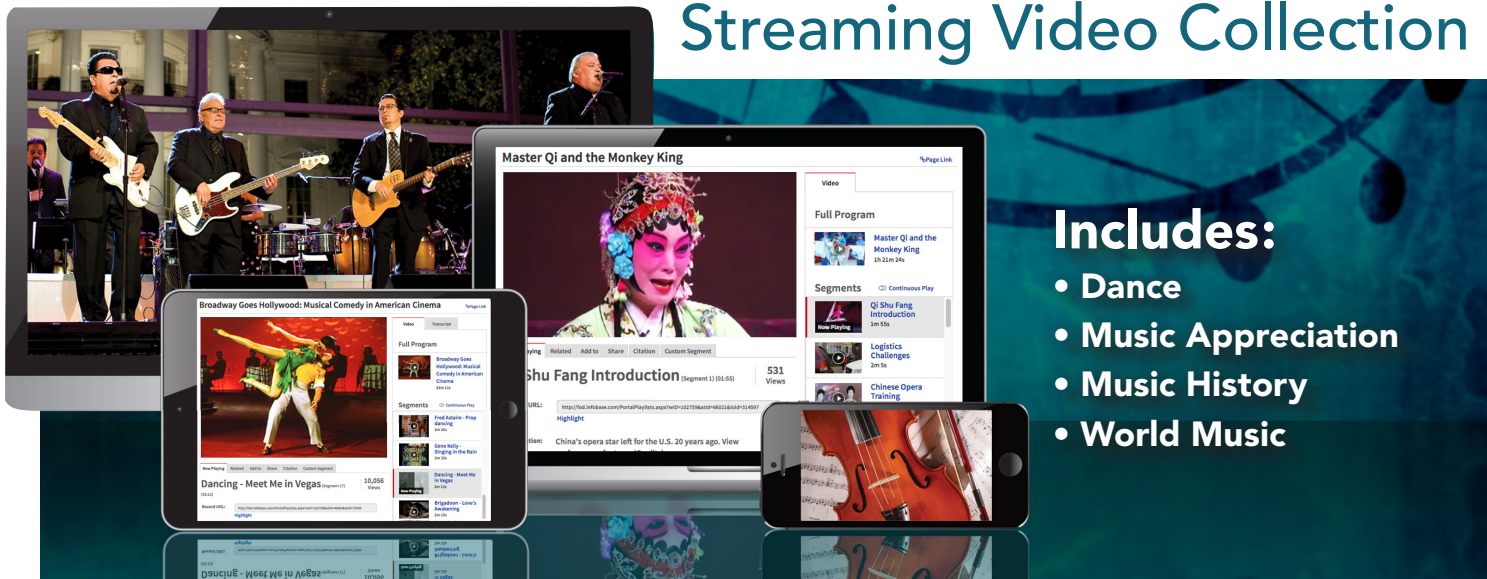 Streaming Video Collection
Master Qi and the Monkey King
Page Link
Video
Full Program
Master Qi and the
Monkey King
1h 21m 24s
Segments
Continuous Play
Now Playing
Qi Shu Fang
Introduction
1m 55s
Logistics
Challenges
2m 5s
Chinese Opera
Training
ying Related Add to Share Citation Custom Segment
Shu Fang Introduction (Segment 1) (01:55)
531
Views
URL:
Highlight
tion: China's opera star left for the U.S. 20 years ago. View
Broadway Goes Hollywood: Musical Comedy in American Cinema
Page Link
Video Transcript
Full Program
Broadway Goes
Hollywood: Musical
Comedy in American
Cinema
Segments
Continuous Play
Fred Astaire - Prop
dancing
Gene Kelly -
Singing in the Rain
Now Playing
Dancing - Meet Me
in Vegas
Brigadoon - Love's
Awakening
Now Playing Related Add to Share Citation Custom Segment
Dancing - Meet Me in Vegas (Segment 17)
10,056
Views
Record URL:
Highlight
Includes:
• Dance
• Music Appreciation
• Music History
• World Music